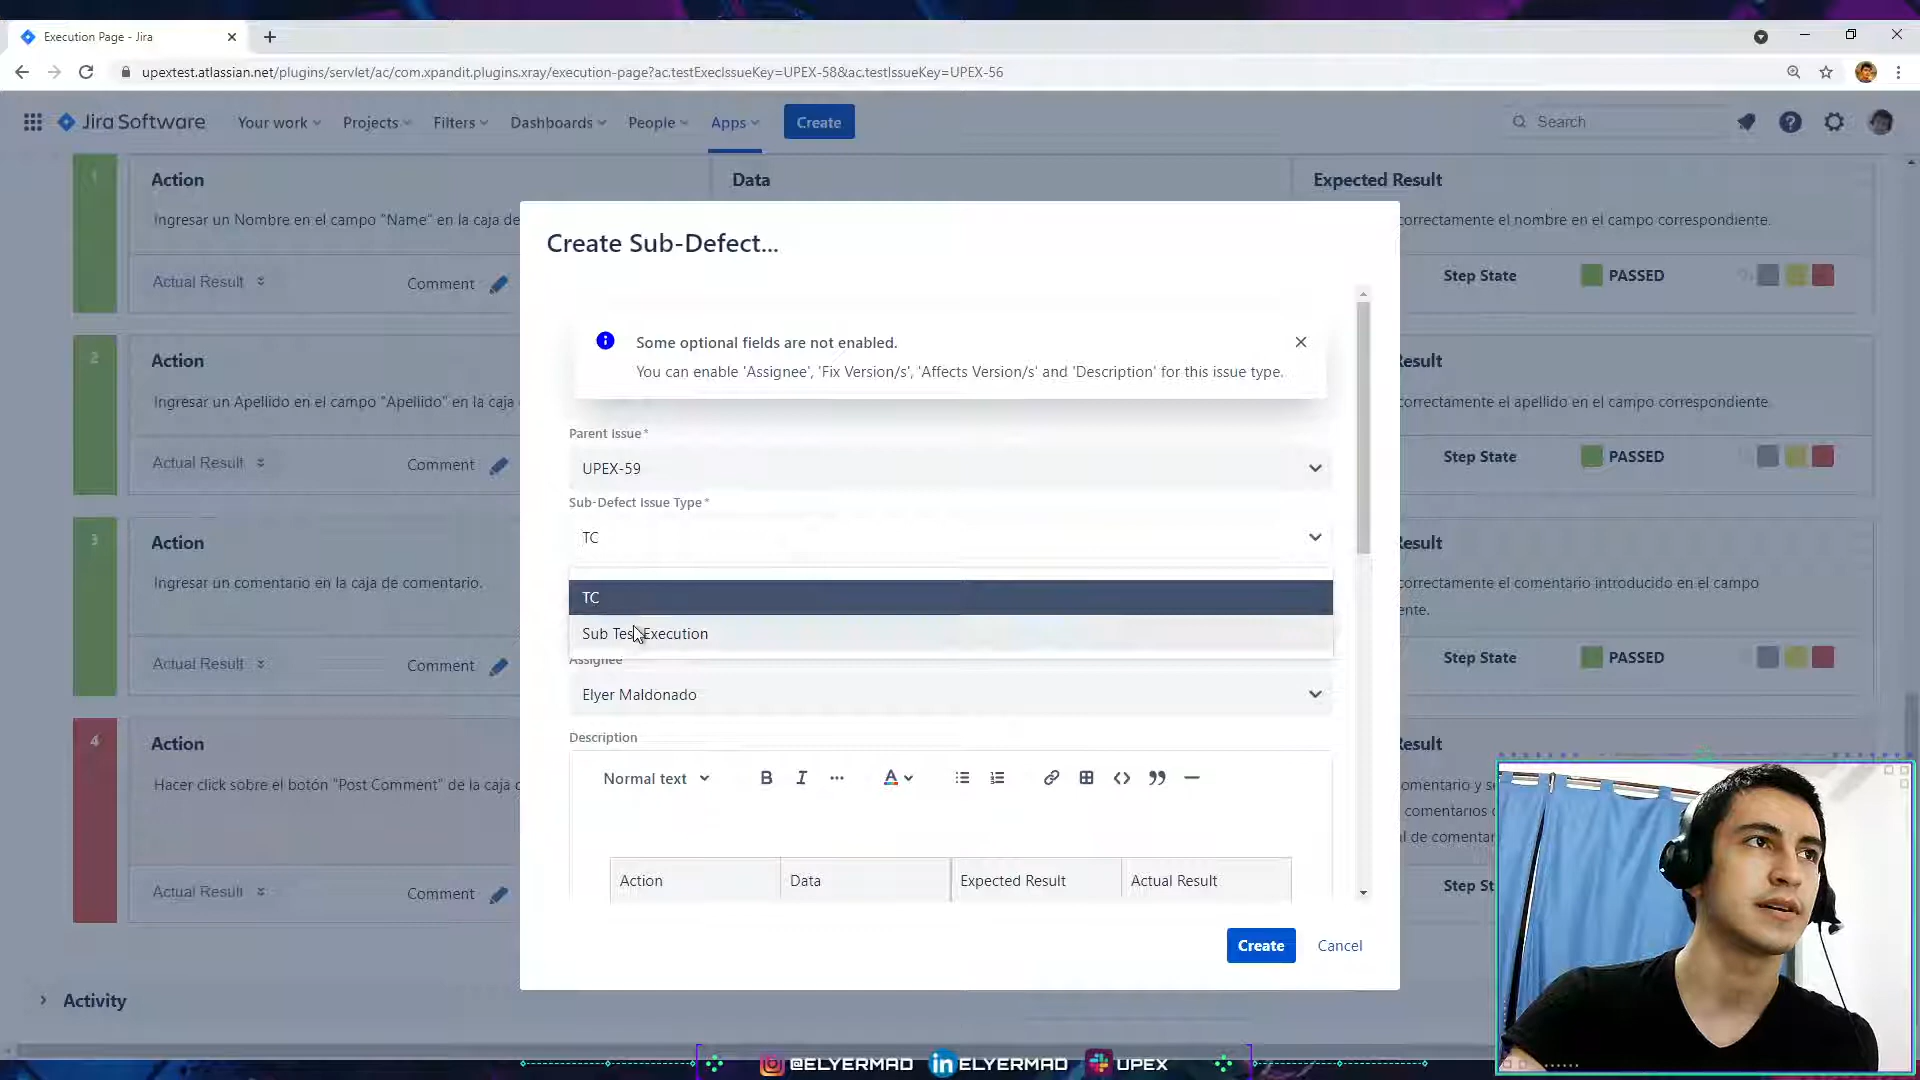 Execution Page - Jira
upextest.atlassian.net/plugins/servlet/ac/com.xpandit.plugins.xray/execution-page?ac.testExecIssueKey=UPEX-58&ac.testIssueKey=UPEX-56
Jira Software
Your work
Projects
Filters
Dashboards
People
Apps
Create
Search
1
Action
Data
Expected Result
Ingresar un Nombre en el campo "Name" en la caja de
correctamente el nombre en el campo correspondiente.
Actual Result
Comment
Step State
PASSED
2
Action
Result
Ingresar un Apellido en el campo "Apellido" en la caja
correctamente el apellido en el campo correspondiente.
Actual Result
Comment
Step State
PASSED
3
Action
Result
Ingresar un comentario en la caja de comentario.
correctamente el comentario introducido en el campo
Actual Result
Comment
Step State
PASSED
4
Action
Result
Hacer click sobre el botón "Post Comment" de la caja
Actual Result
Comment
Activity
Create Sub-Defect...
Some optional fields are not enabled.
You can enable 'Assignee', 'Fix Version/s', 'Affects Version/s' and 'Description' for this issue type.
Parent Issue*
UPEX-59
Sub-Defect Issue Type*
TC
TC
Sub Test Execution
Assignee
Elyer Maldonado
Description
Normal text
Action
Data
Expected Result
Actual Result
Create
Cancel
@ELYERMAD
in ELYERMAD
UPEX